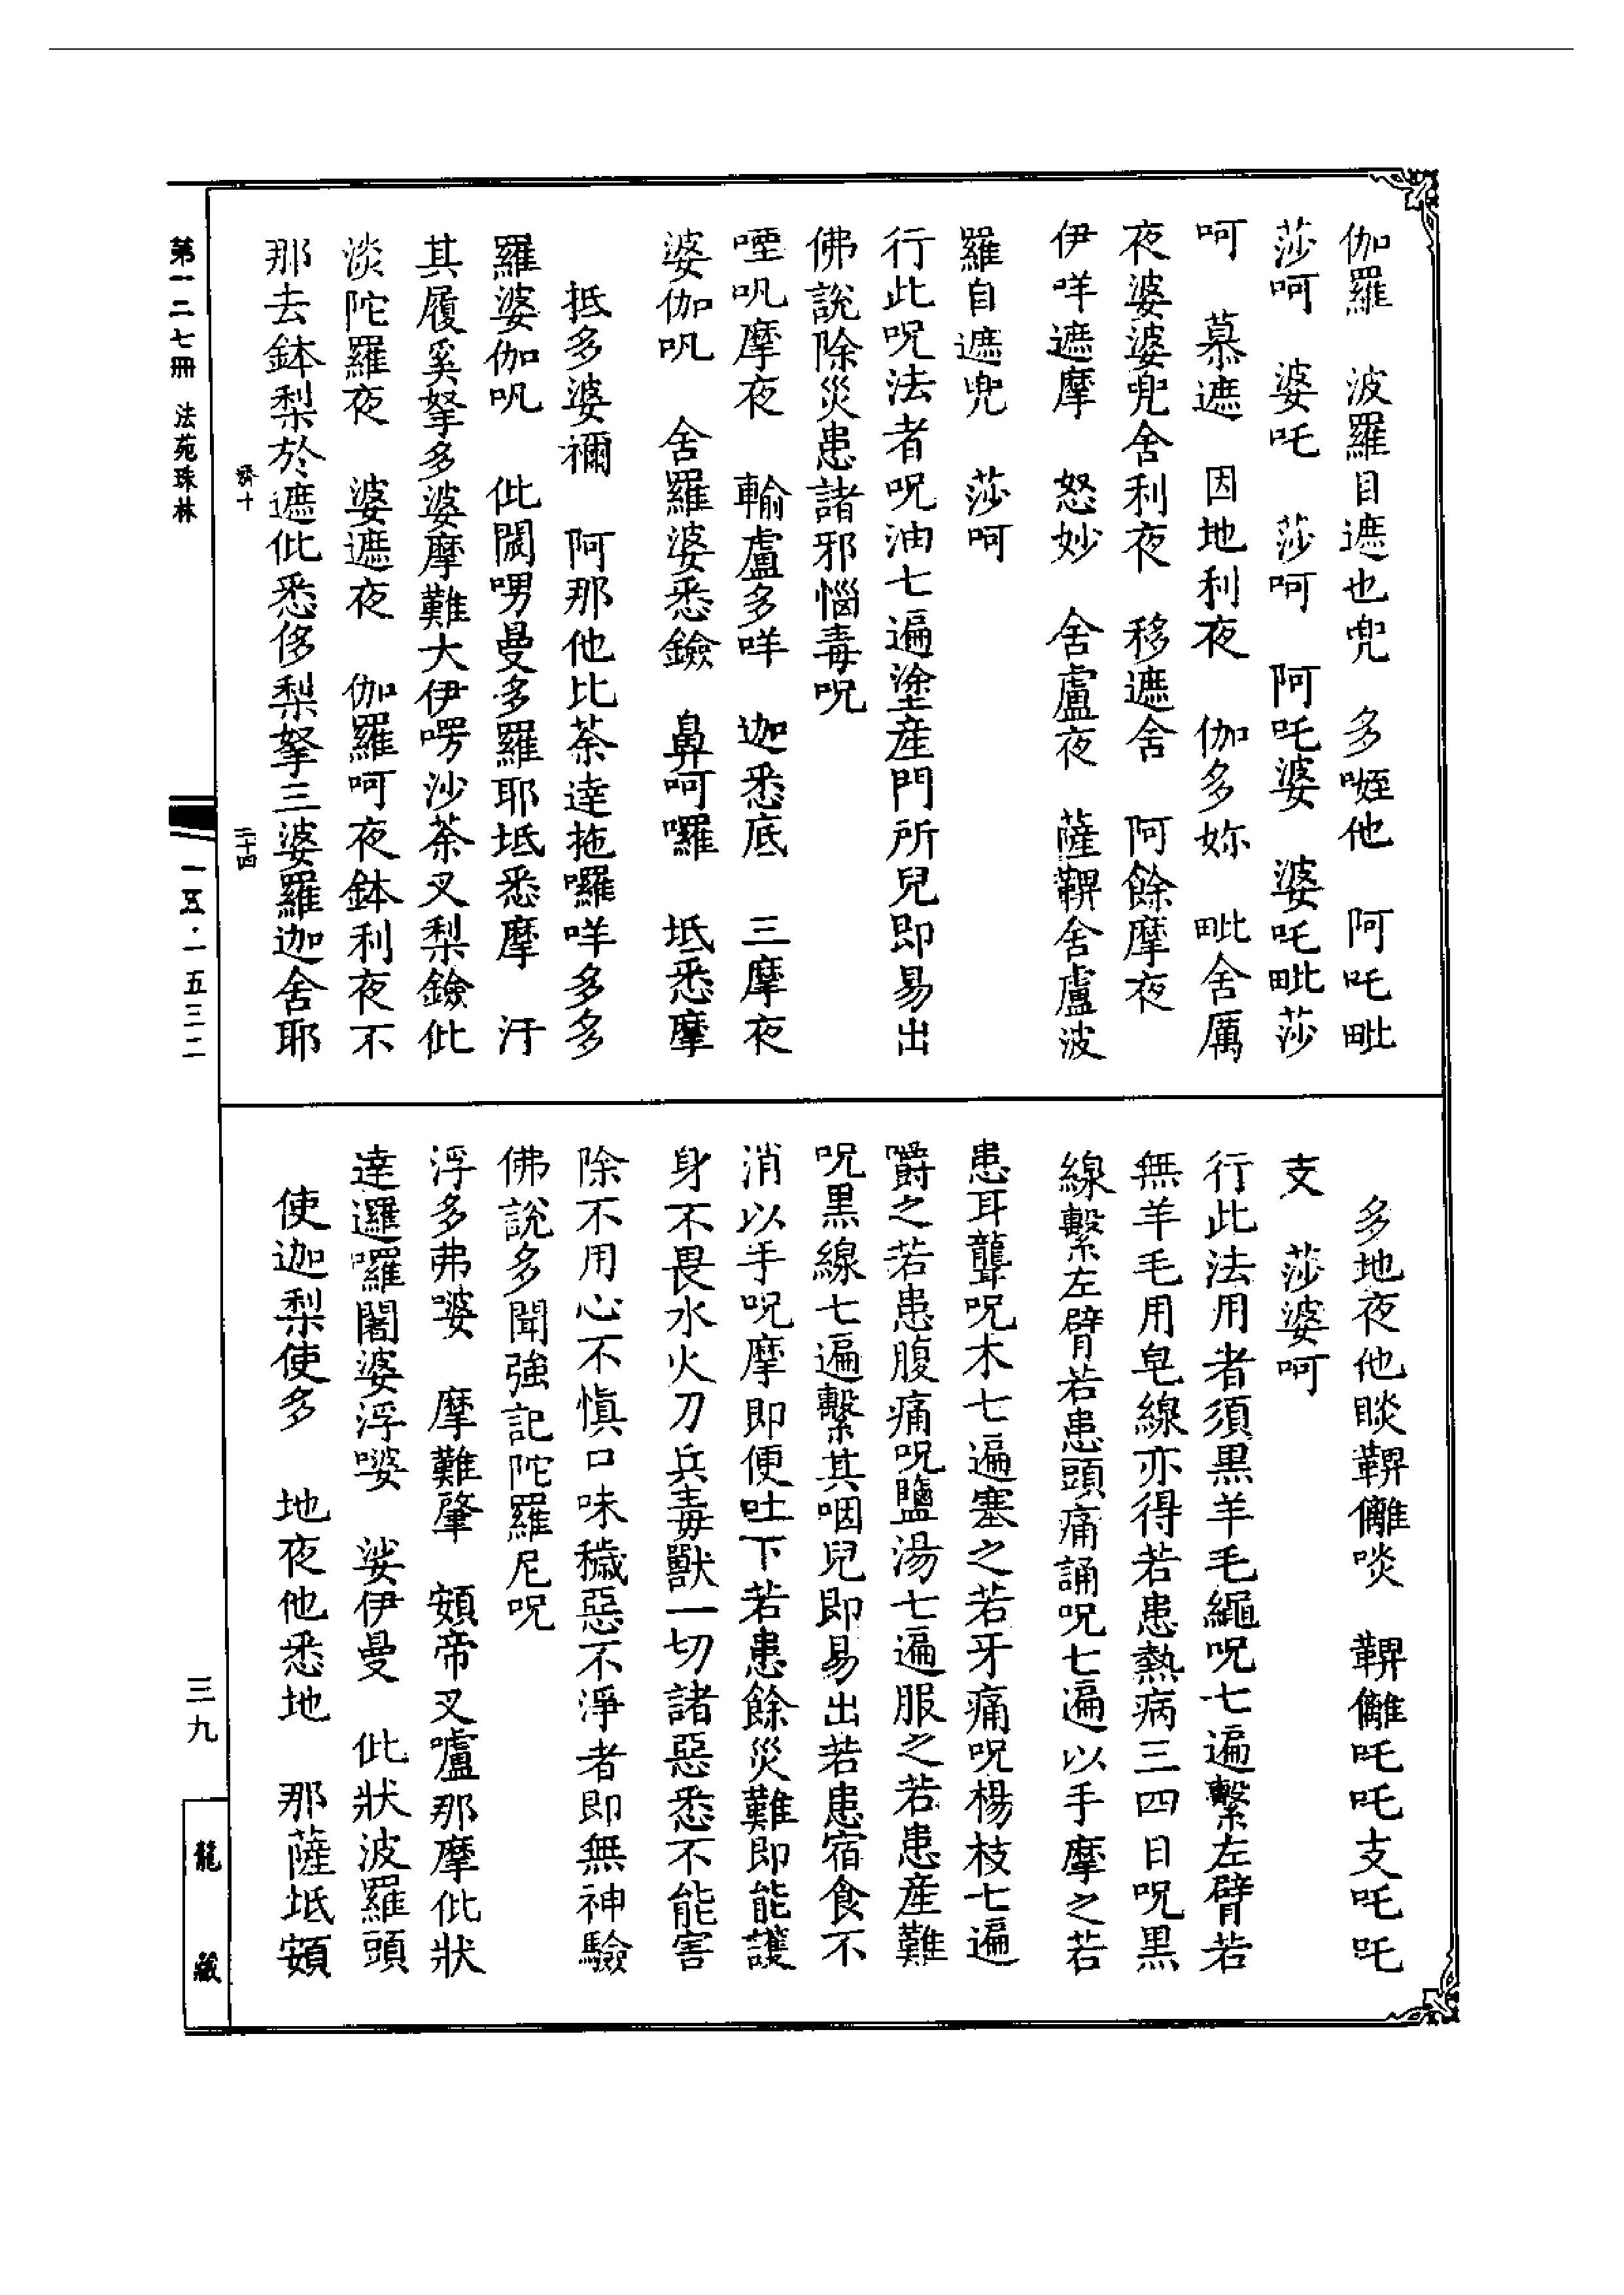 伽羅　波羅目遮也兜　多啞他　阿吒毗
莎呵　婆吒　莎呵　阿吒婆　婆吒毗莎
呵　慕遮　因地利夜　伽多妳　毗舍厲
夜婆婆兜舍利夜　移遮舍　阿餘摩夜
伊咩遮摩　怒妙　舍盧夜　薩鞞舍盧波
羅自遮兜　莎呵
行此呪法者呪油七遍塗産門所兒即易出
佛說除災患諸邪惱毒呪
㖶呎摩夜　輸盧多咩　迦悉底　三摩夜
婆伽呎　舍羅婆悉鐱　鼻呵囉　坻悉摩
抵多婆禰　阿那他比荼達拖囉咩多多
羅婆伽呎　仳閦喟曼多羅耶坻悉摩　汙
其履奚拏多婆摩難大伊㗁沙荼叉梨鐱仳
淡陀羅夜　婆遮夜　伽羅呵夜鉢利夜不
那去鉢梨於遮仳悉侈梨拏三婆羅迦舍耶
濟十　二十四
多地夜他睒鞞儺啖　鞞儺吒吒支吒吒
支　莎婆呵
行此法用者須黒羊毛繩呪七遍繫左臂若
無羊毛用皂線亦得若患熱病三四日呪黒
線繫左臂若患頭痛誦呪七遍以手摩之若
患耳聾呪木七遍塞之若牙痛呪楊枝七遍
嚼之若患腹痛呪鹽湯七遍服之若患産難
呪黒線七遍繫其咽兒即易出若患宿食不
消以手呪摩即便吐下若患餘災難即能護
身不畏水火刀兵毒獸一切諸惡悉不能害
除不用心不慎口味穢惡不淨者即無神驗
佛說多聞強記陀羅尼呪
浮多弗㗑　摩難肇　頞帝叉嚧那摩仳狀
達邏囉闍婆浮㗑　娑伊曼　仳狀波羅頭
使迦梨使多　地夜他悉地　那薩坻頞
第一二七冊　法苑珠林
一五·一五三二
三九
龍藏